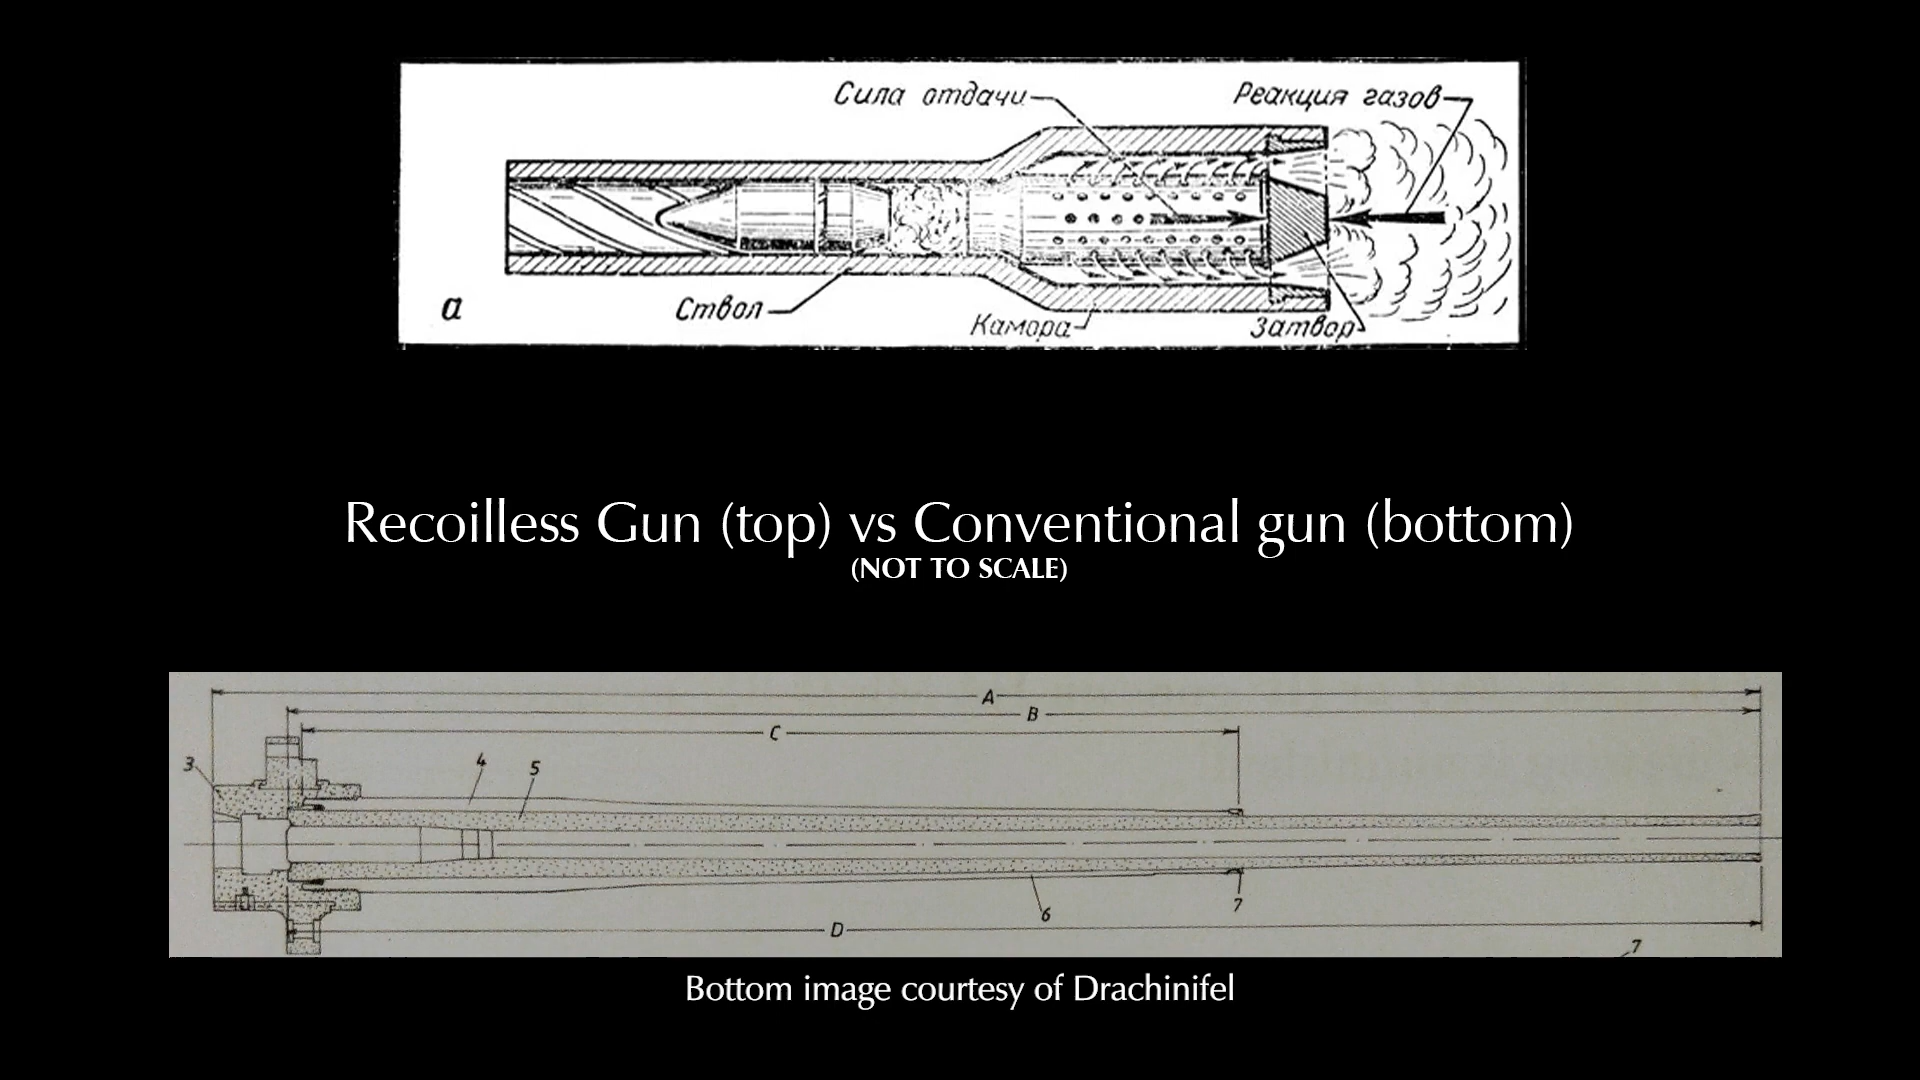 Сила отдачи
Реакция газов
а
Ствол
Камора
Затвор
Recoilless Gun (top) vs Conventional gun (bottom)
(NOT TO SCALE)
A
B
C
3
4
5
6
7
D
7
Bottom image courtesy of Drachinifel